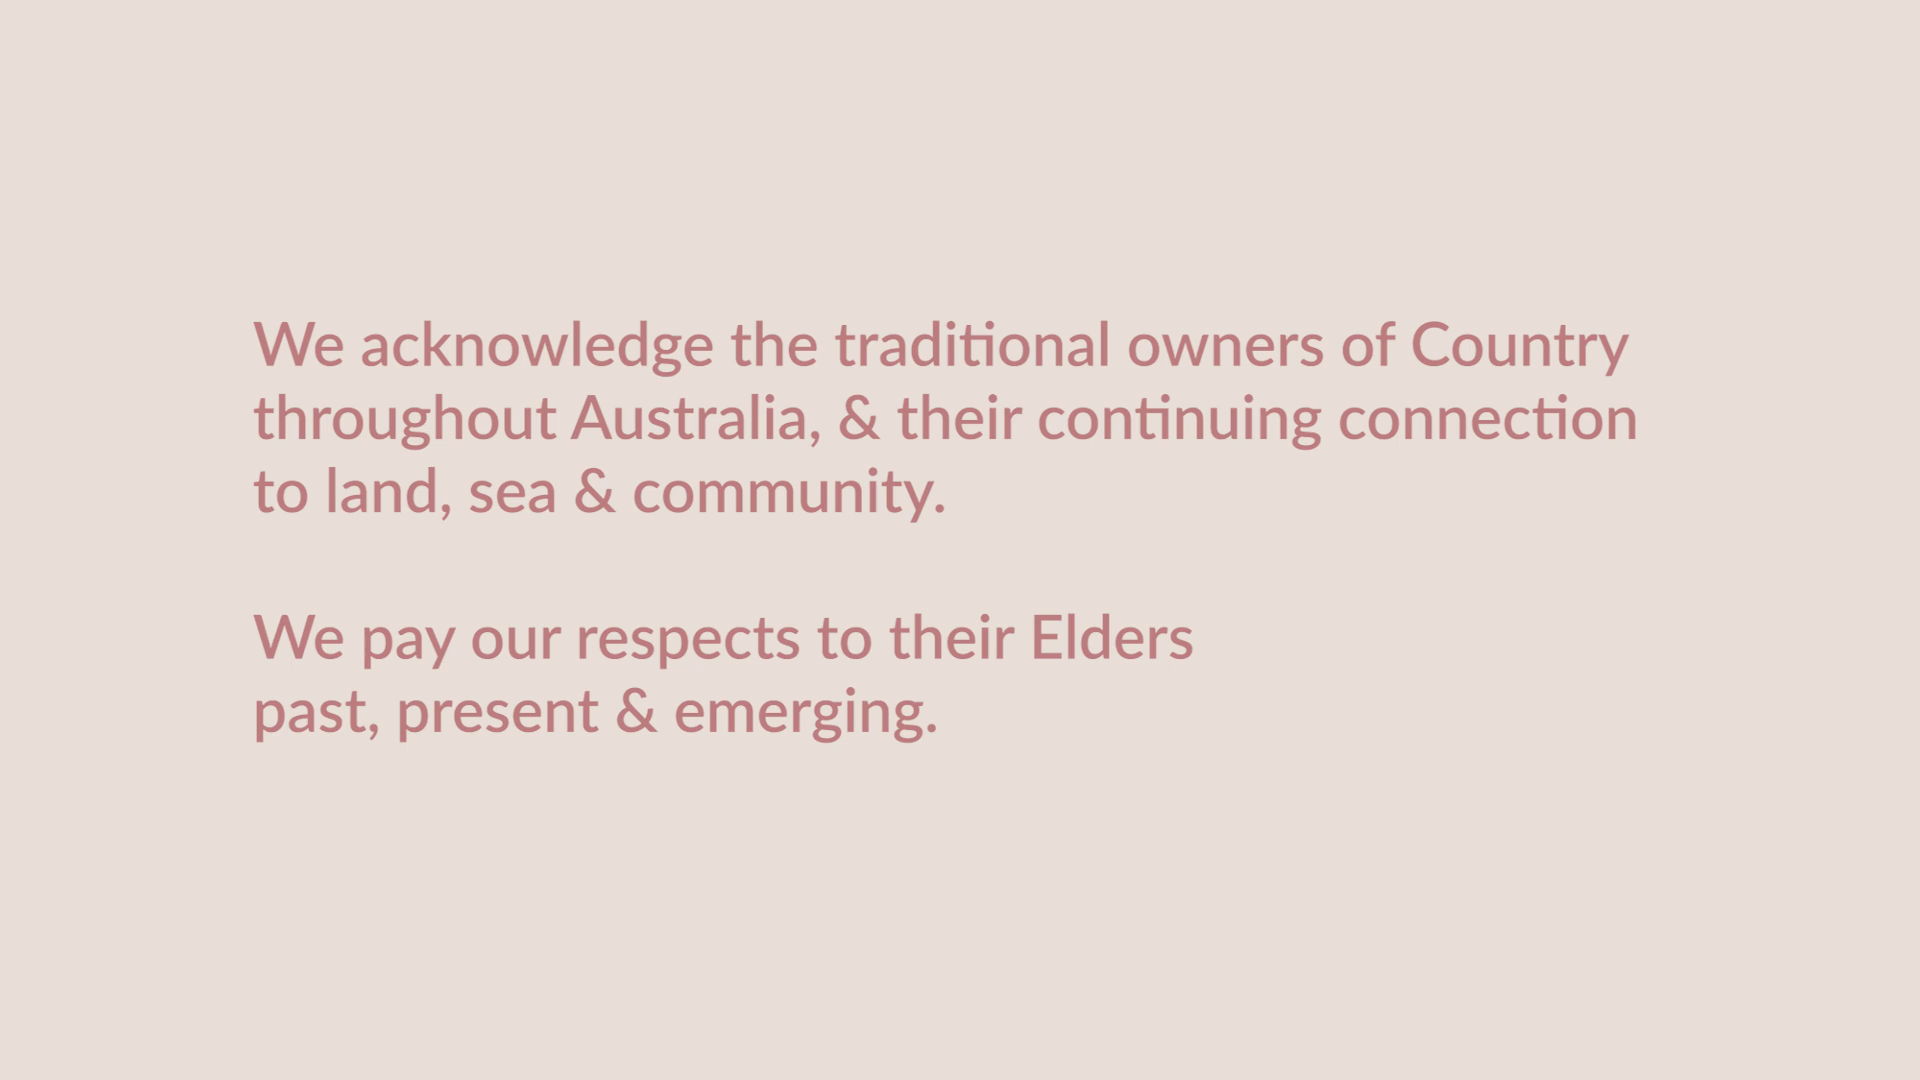 We acknowledge the traditional owners of Country
throughout Australia, & their continuing connection
to land, sea & community.
We pay our respects to their Elders
past, present & emerging.